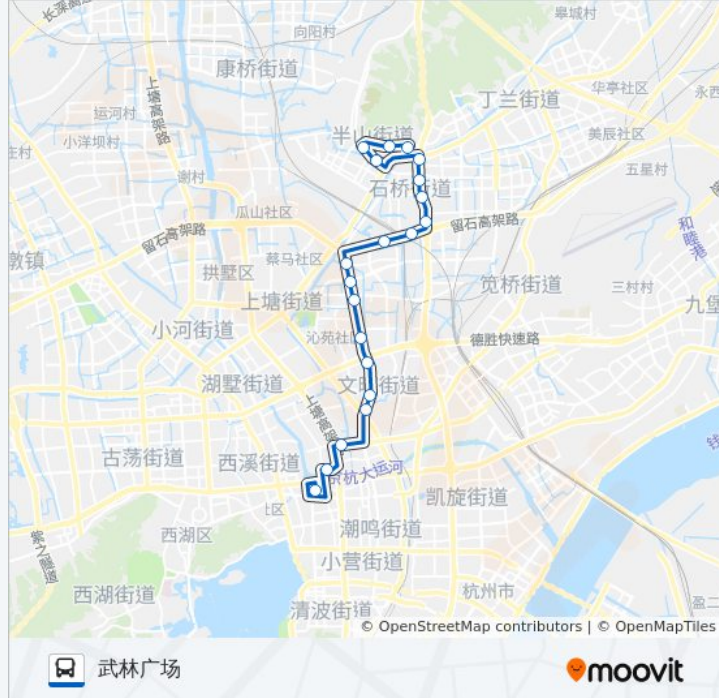 长深高速
向阳村
皋城村
康桥街道
上塘高架路
丁兰街道
华亭社区
永西
运河村
小洋坝村
半山街道
美辰社区
庄村
五星村
谢村
石桥街道
瓜山社区
留石高架路
留石高架路
和睦港
墩镇
蔡马社区
拱墅区
笕桥街道
三村村
上塘街道
九堡
小河街道
沁苑社区
德胜快速路
湖墅街道
文晖街道
上塘高架
古荡街道
西溪街道
京杭大运河
钱
凯旋街道
社区
潮鸣街道
西湖区
紫之隧道
小营街道
西湖街道
杭州市
清波街道
盈二
© OpenStreetMap contributors | © OpenMapTiles
武林广场
moovit